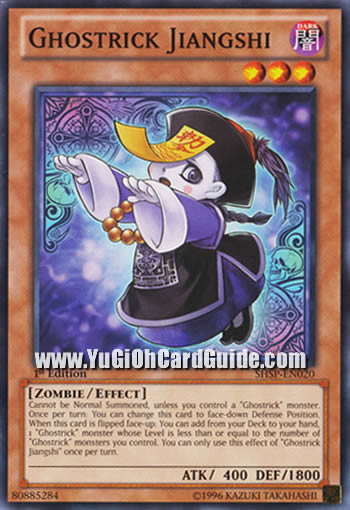 GHOSTRICK JIANGSHI
DARK
闇
www.YuGiOhCardGuide.com
1st Edition SHSP-EN020
[ZOMBIE / EFFECT]
Cannot be Normal Summoned, unless you control a "Ghostrick" monster.
Once per turn: You can change this card to face-down Defense Position.
When this card is flipped face-up: You can add from your Deck to your hand,
1 "Ghostrick" monster whose Level is less than or equal to the number of
"Ghostrick" monsters you control. You can only use this effect of "Ghostrick
Jiangshi" once per turn.
ATK/ 400 DEF/1800
80885284 ©1996 KAZUKI TAKAHASHI